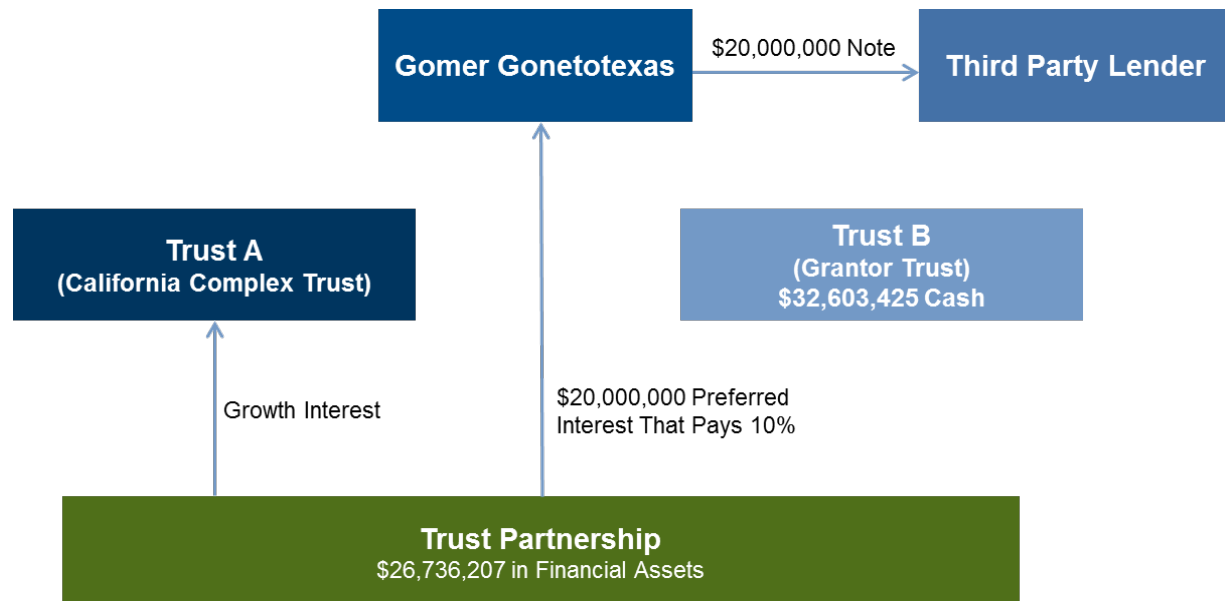 Gomer Gonetotexas
$20,000,000 Note
Third Party Lender
Trust A
(California Complex Trust)
Trust B
(Grantor Trust)
$32,603,425 Cash
Growth Interest
$20,000,000 Preferred
Interest That Pays 10%
Trust Partnership
$26,736,207 in Financial Assets